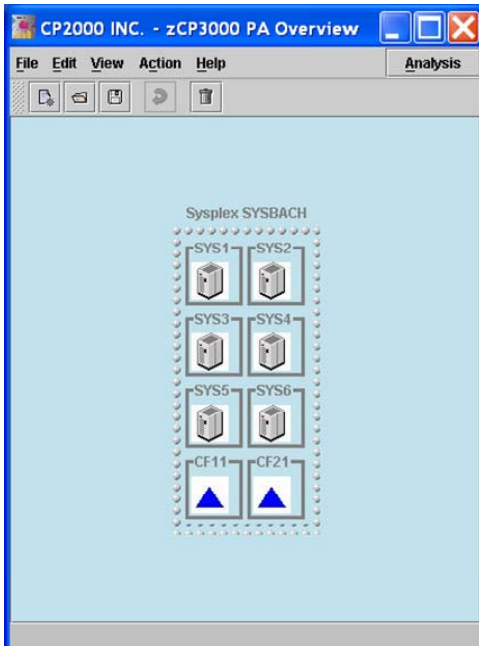 CP2000 INC. - zCP3000 PA Overview
File Edit View Action Help Analysis
Sysplex SYSBACH
SYS1 SYS2
SYS3 SYS4
SYS5 SYS6
CF11 CF21